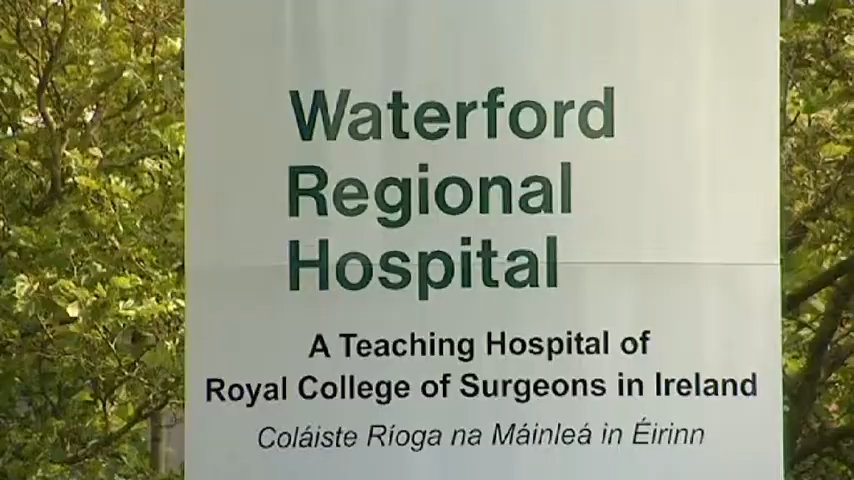 Waterford
Regional
Hospital
A Teaching Hospital of
Royal College of Surgeons in Ireland
Coláiste Ríoga na Máinleá in Éirinn